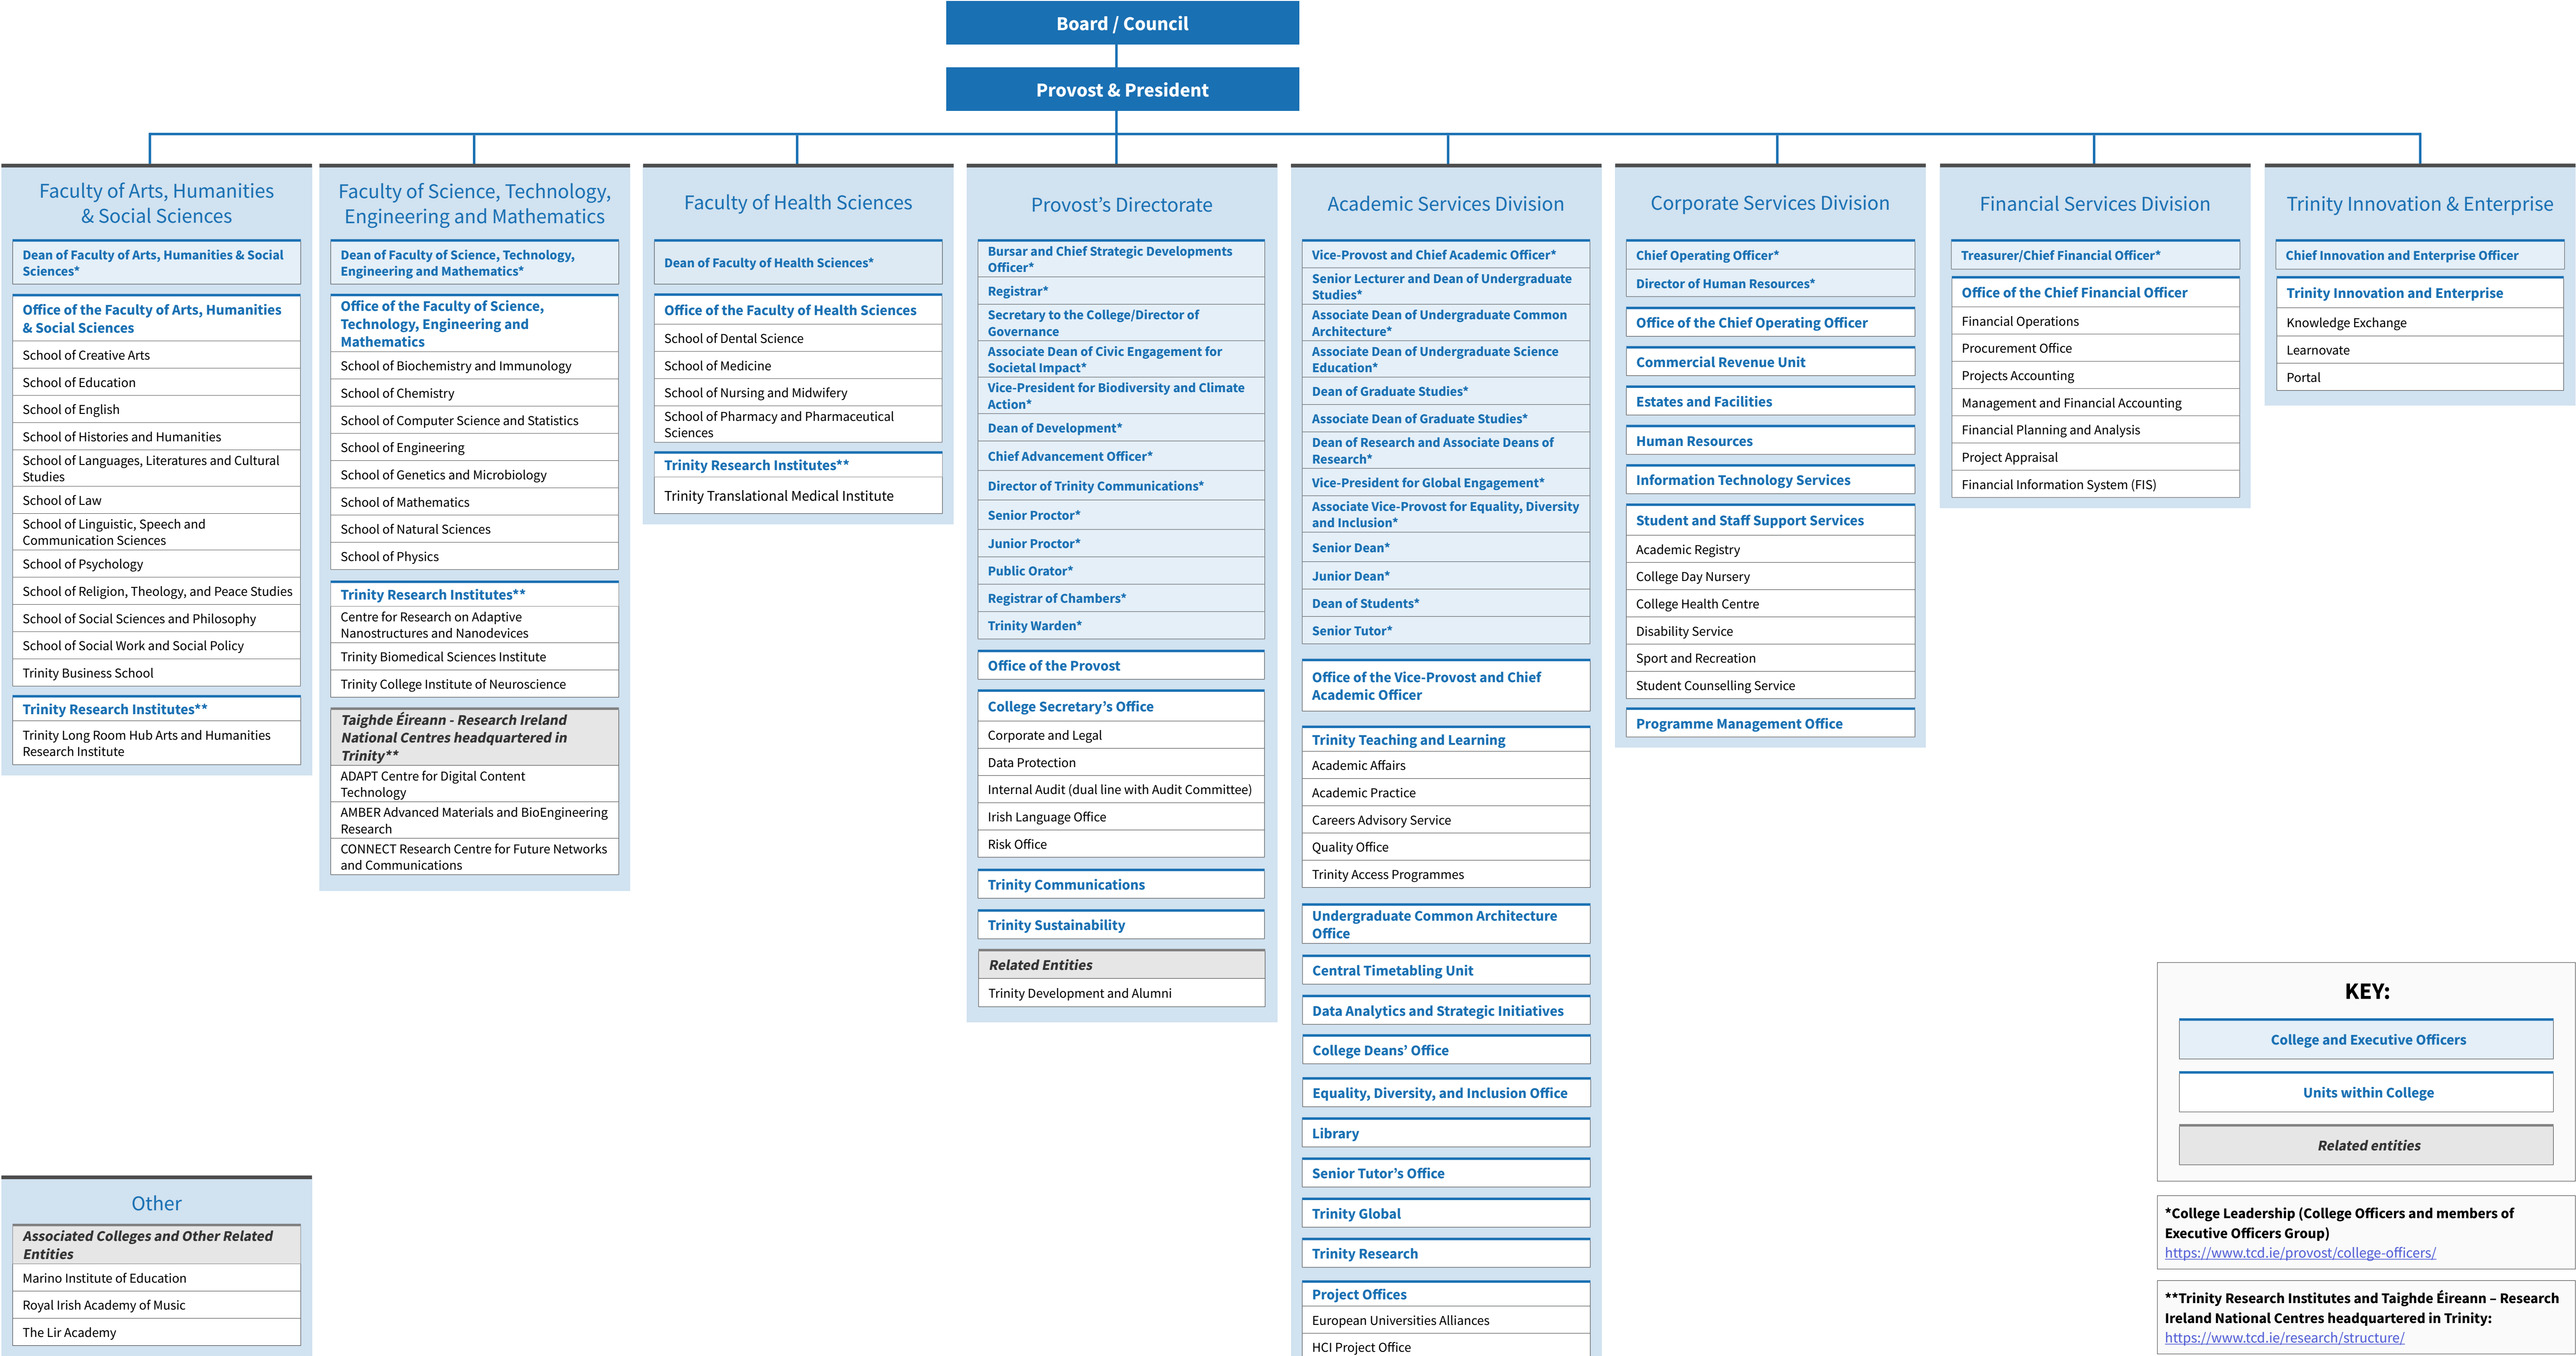 Board / Council
Provost & President
Faculty of Arts, Humanities
& Social Sciences
Dean of Faculty of Arts, Humanities & Social
Sciences*
Office of the Faculty of Arts, Humanities
& Social Sciences
School of Creative Arts
School of Education
School of English
School of Histories and Humanities
School of Languages, Literatures and Cultural
Studies
School of Law
School of Linguistic, Speech and
Communication Sciences
School of Psychology
School of Religion, Theology, and Peace Studies
School of Social Sciences and Philosophy
School of Social Work and Social Policy
Trinity Business School
Trinity Research Institutes**
Trinity Long Room Hub Arts and Humanities
Research Institute
Faculty of Science, Technology,
Engineering and Mathematics
Dean of Faculty of Science, Technology,
Engineering and Mathematics*
Office of the Faculty of Science,
Technology, Engineering and
Mathematics
School of Biochemistry and Immunology
School of Chemistry
School of Computer Science and Statistics
School of Engineering
School of Genetics and Microbiology
School of Mathematics
School of Natural Sciences
School of Physics
Trinity Research Institutes**
Centre for Research on Adaptive
Nanostructures and Nanodevices
Trinity Biomedical Sciences Institute
Trinity College Institute of Neuroscience
Taighde Éireann - Research Ireland
National Centres headquartered in
Trinity**
ADAPT Centre for Digital Content
Technology
AMBER Advanced Materials and BioEngineering
Research
CONNECT Research Centre for Future Networks
and Communications
Faculty of Health Sciences
Dean of Faculty of Health Sciences*
Office of the Faculty of Health Sciences
School of Dental Science
School of Medicine
School of Nursing and Midwifery
School of Pharmacy and Pharmaceutical
Sciences
Trinity Research Institutes**
Trinity Translational Medical Institute
Provost's Directorate
Bursar and Chief Strategic Developments
Officer*
Registrar*
Secretary to the College/Director of
Governance
Associate Dean of Civic Engagement for
Societal Impact*
Vice-President for Biodiversity and Climate
Action*
Dean of Development*
Chief Advancement Officer*
Director of Trinity Communications*
Senior Proctor*
Junior Proctor*
Public Orator*
Registrar of Chambers*
Trinity Warden*
Office of the Provost
College Secretary's Office
Corporate and Legal
Data Protection
Internal Audit (dual line with Audit Committee)
Irish Language Office
Risk Office
Trinity Communications
Trinity Sustainability
Related Entities
Trinity Development and Alumni
Academic Services Division
Vice-Provost and Chief Academic Officer*
Senior Lecturer and Dean of Undergraduate
Studies*
Associate Dean of Undergraduate Common
Architecture*
Associate Dean of Undergraduate Science
Education*
Dean of Graduate Studies*
Associate Dean of Graduate Studies*
Dean of Research and Associate Deans of
Research*
Vice-President for Global Engagement*
Associate Vice-Provost for Equality, Diversity
and Inclusion*
Senior Dean*
Junior Dean*
Dean of Students*
Senior Tutor*
Office of the Vice-Provost and Chief
Academic Officer
Trinity Teaching and Learning
Academic Affairs
Academic Practice
Careers Advisory Service
Quality Office
Trinity Access Programmes
Undergraduate Common Architecture
Office
Central Timetabling Unit
Data Analytics and Strategic Initiatives
College Deans' Office
Equality, Diversity, and Inclusion Office
Library
Senior Tutor's Office
Trinity Global
Trinity Research
Project Offices
European Universities Alliances
HCI Project Office
Corporate Services Division
Chief Operating Officer*
Director of Human Resources*
Office of the Chief Operating Officer
Commercial Revenue Unit
Estates and Facilities
Human Resources
Information Technology Services
Student and Staff Support Services
Academic Registry
College Day Nursery
College Health Centre
Disability Service
Sport and Recreation
Student Counselling Service
Programme Management Office
Financial Services Division
Treasurer/Chief Financial Officer*
Office of the Chief Financial Officer
Financial Operations
Procurement Office
Projects Accounting
Management and Financial Accounting
Financial Planning and Analysis
Project Appraisal
Financial Information System (FIS)
Trinity Innovation & Enterprise
Chief Innovation and Enterprise Officer
Trinity Innovation and Enterprise
Knowledge Exchange
Learnovate
Portal
Other
Associated Colleges and Other Related
Entities
Marino Institute of Education
Royal Irish Academy of Music
The Lir Academy
KEY:
College and Executive Officers
Units within College
Related entities
*College Leadership (College Officers and members of
Executive Officers Group)
https://www.tcd.ie/provost/college-officers/
**Trinity Research Institutes and Taighde Éireann – Research
Ireland National Centres headquartered in Trinity:
https://www.tcd.ie/research/structure/